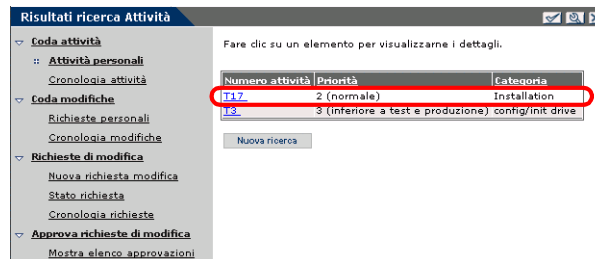 Risultati ricerca Attività
Coda attività
Attività personali
Cronologia attività
Coda modifiche
Richieste personali
Cronologia modifiche
Richieste di modifica
Nuova richiesta modifica
Stato richiesta
Cronologia richieste
Approva richieste di modifica
Mostra elenco approvazioni
Fare clic su un elemento per visualizzarne i dettagli.
Numero attività Priorità Categoria
T17 2 (normale) Installation
T3 3 (inferiore a test e produzione) config/init drive
Nuova ricerca